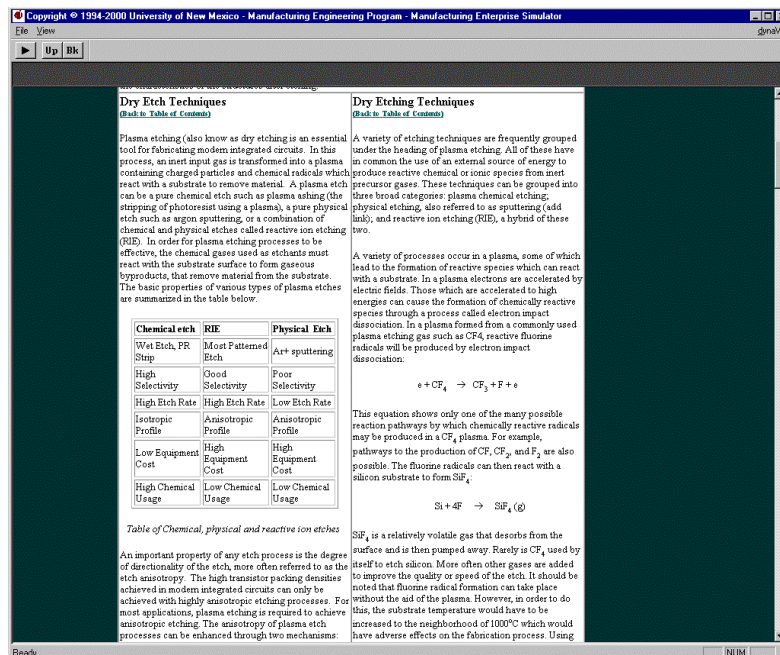 Copyright © 1994-2000 University of New Mexico - Manufacturing Engineering Program - Manufacturing Enterprise Simulator
File View
dynaV
Up Bk
the characteristics of the structures after etching.
Dry Etch Techniques
(Back to Table of Contents)
Plasma etching (also know as dry etching is an essential
tool for fabricating modern integrated circuits. In this
process, an inert input gas is transformed into a plasma
containing charged particles and chemical radicals which
react with a substrate to remove material. A plasma etch
can be a pure chemical etch such as plasma ashing (the
stripping of photoresist using a plasma), a pure physical
etch such as argon sputtering, or a combination of
chemical and physical etches called reactive ion etching
(RIE). In order for plasma etching processes to be
effective, the chemical gases used as etchants must
react with the substrate surface to form gaseous
byproducts, that remove material from the substrate.
The basic properties of various types of plasma etches
are summarized in the table below.
Chemical etch RIE Physical Etch
Wet Etch, PR Strip Most Patterned Etch Ar+ sputtering
High Selectivity Good Selectivity Poor Selectivity
High Etch Rate High Etch Rate Low Etch Rate
Isotropic Profile Anisotropic Profile Anisotropic Profile
Low Equipment Cost High Equipment Cost High Equipment Cost
High Chemical Usage Low Chemical Usage Low Chemical Usage
Table of Chemical, physical and reactive ion etches
An important property of any etch process is the degree
of directionality of the etch, more often referred to as the
etch anisotropy. The high transistor packing densities
achieved in modern integrated circuits can only be
achieved with highly anisotropic etching processes. For
most applications, plasma etching is required to achieve
anisotropic etching. The anisotropy of plasma etch
processes can be enhanced through two mechanisms:
Dry Etching Techniques
(Back to Table of Contents)
A variety of etching techniques are frequently grouped
under the heading of plasma etching. All of these have
in common the use of an external source of energy to
produce reactive chemical or ionic species from inert
precursor gases. These techniques can be grouped into
three broad categories: plasma chemical etching;
physical etching, also referred to as sputtering (add
link); and reactive ion etching (RIE), a hybrid of these
two.
A variety of processes occur in a plasma, some of which
lead to the formation of reactive species which can react
with a substrate. In a plasma electrons are accelerated by
electric fields. Those which are accelerated to high
energies can cause the formation of chemically reactive
species through a process called electron impact
dissociation. In a plasma formed from a commonly used
plasma etching gas such as CF4, reactive fluorine
radicals will be produced by electron impact
dissociation:
e + CF₄ → CF₃ + F + e
This equation shows only one of the many possible
reaction pathways by which chemically reactive radicals
may be produced in a CF₄ plasma. For example,
pathways to the production of CF, CF₂, and F₂ are also
possible. The fluorine radicals can then react with a
silicon substrate to form SiF₄:
Si + 4F → SiF₄ (g)
SiF₄ is a relatively volatile gas that desorbs from the
surface and is then pumped away. Rarely is CF₄ used by
itself to etch silicon. More often other gases are added
to improve the quality or speed of the etch. It should be
noted that fluorine radical formation can take place
without the aid of the plasma. However, in order to do
this, the substrate temperature would have to be
increased to the neighborhood of 1000°C which would
have adverse effects on the fabrication process. Using
Ready
NUM